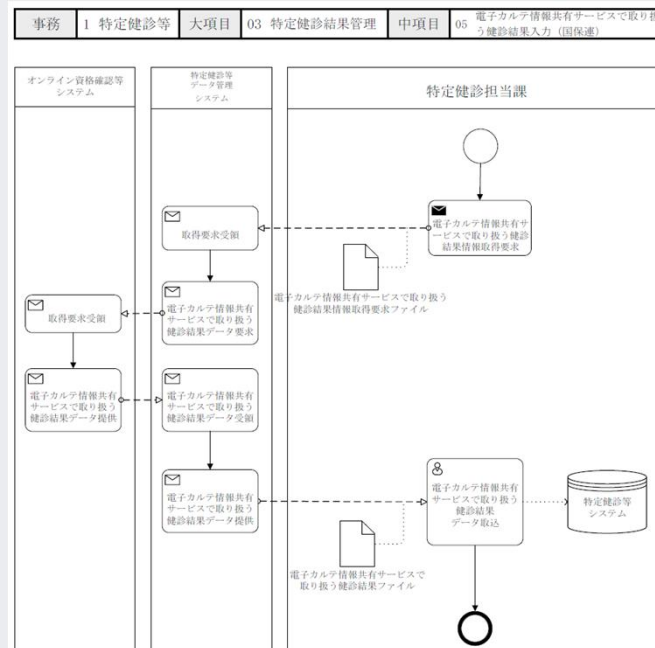 事務
1 特定健診等
大項目
03 特定健診結果管理
中項目
05
電子カルテ情報共有サービスで取り扱
う健診結果入力（国保連）
オンライン資格確認等
システム
特定健診等
データ管理
システム
特定健診担当課
電子カルテ情報共有サ
ービスで取り扱う健診
結果情報取得要求
取得要求受領
電子カルテ情報共有サービスで取り扱う
健診結果情報取得要求ファイル
電子カルテ情報共有
サービスで取り扱う
健診結果データ要求
取得要求受領
電子カルテ情報共有
サービスで取り扱う
健診結果データ提供
電子カルテ情報共有
サービスで取り扱う
健診結果データ受領
電子カルテ情報共有
サービスで取り扱う
健診結果データ提供
電子カルテ情報共有サービスで
取り扱う健診結果ファイル
電子カルテ情報共有
サービスで取り扱う
健診結果
データ取込
特定健診等
システム